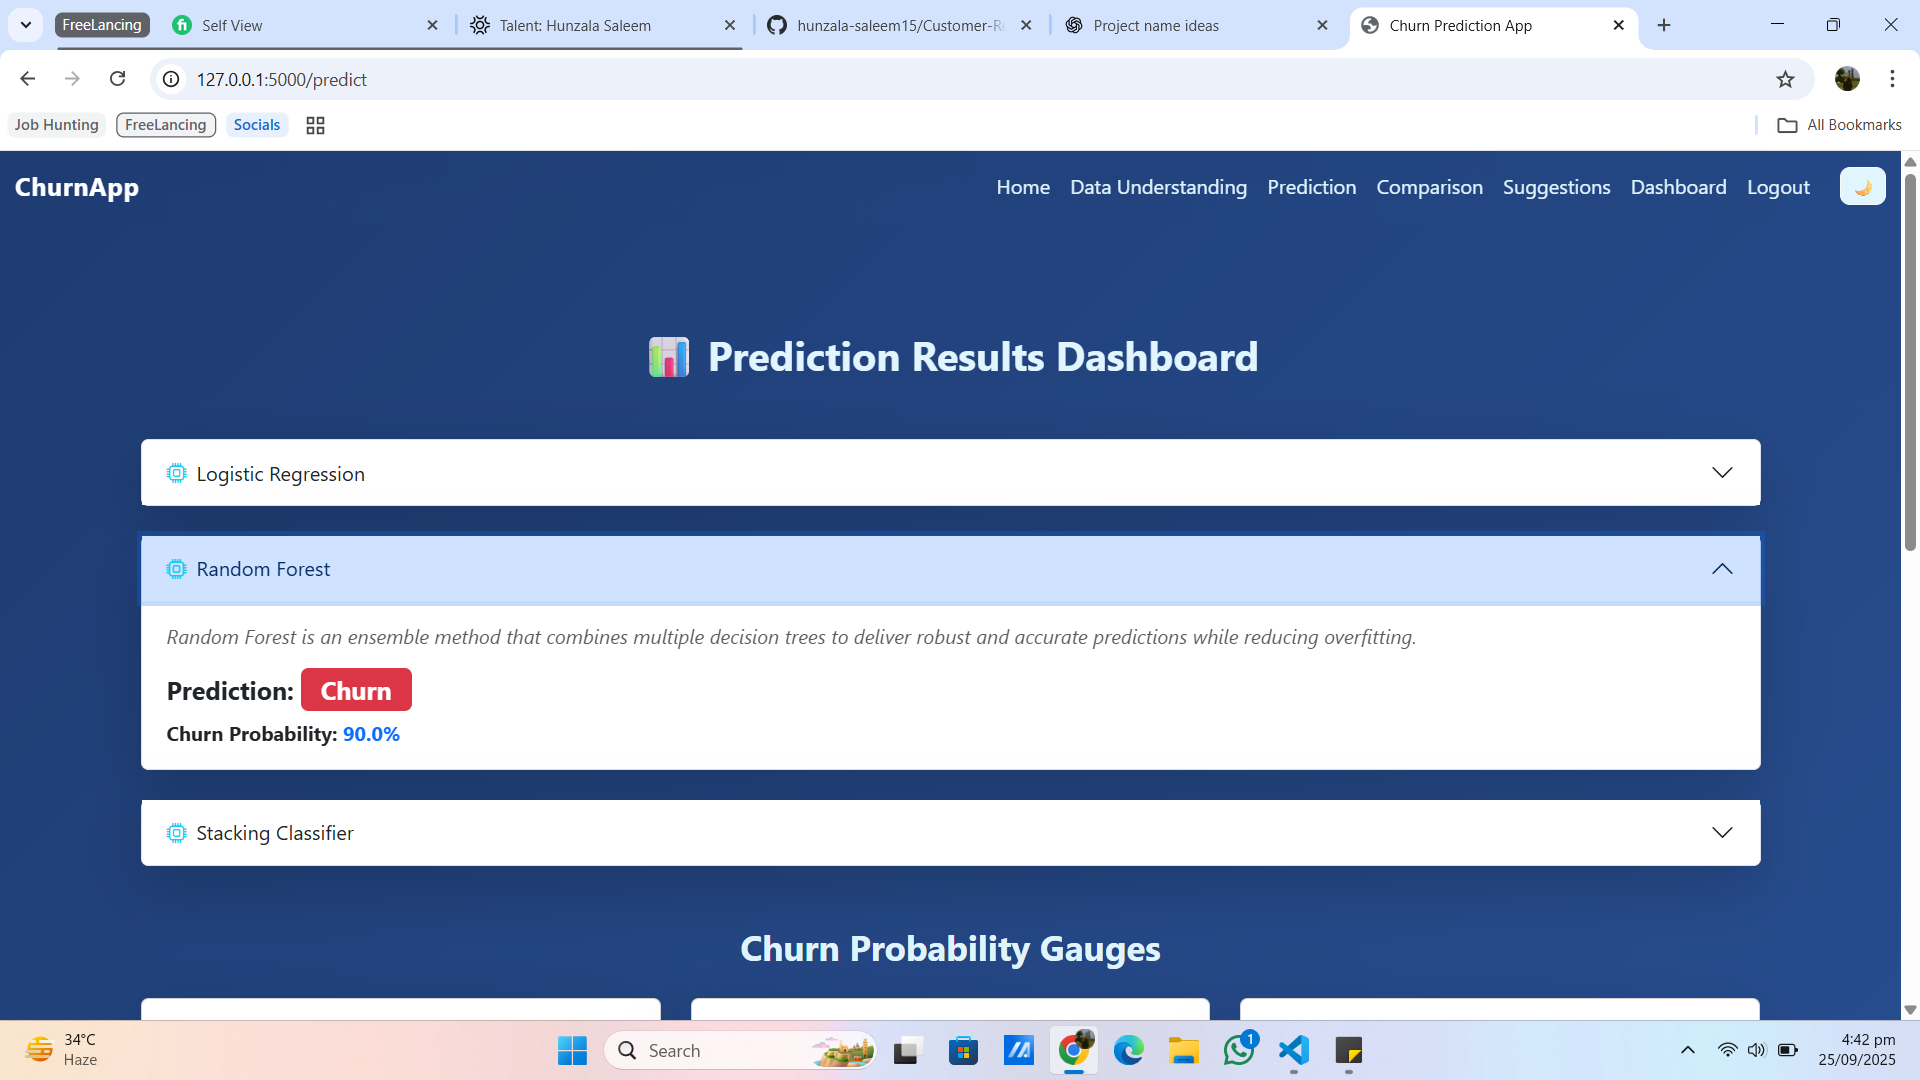 FreeLancing
Self View
Talent: Hunzala Saleem
hunzala-saleem15/Customer-Re
Project name ideas
Churn Prediction App
127.0.0.1:5000/predict
Job Hunting
FreeLancing
Socials
All Bookmarks
ChurnApp
Home
Data Understanding
Prediction
Comparison
Suggestions
Dashboard
Logout
Prediction Results Dashboard
Logistic Regression
Random Forest
Random Forest is an ensemble method that combines multiple decision trees to deliver robust and accurate predictions while reducing overfitting.
Prediction: Churn
Churn Probability: 90.0%
Stacking Classifier
Churn Probability Gauges
34°C
Haze
Search
1
4:42 pm
25/09/2025